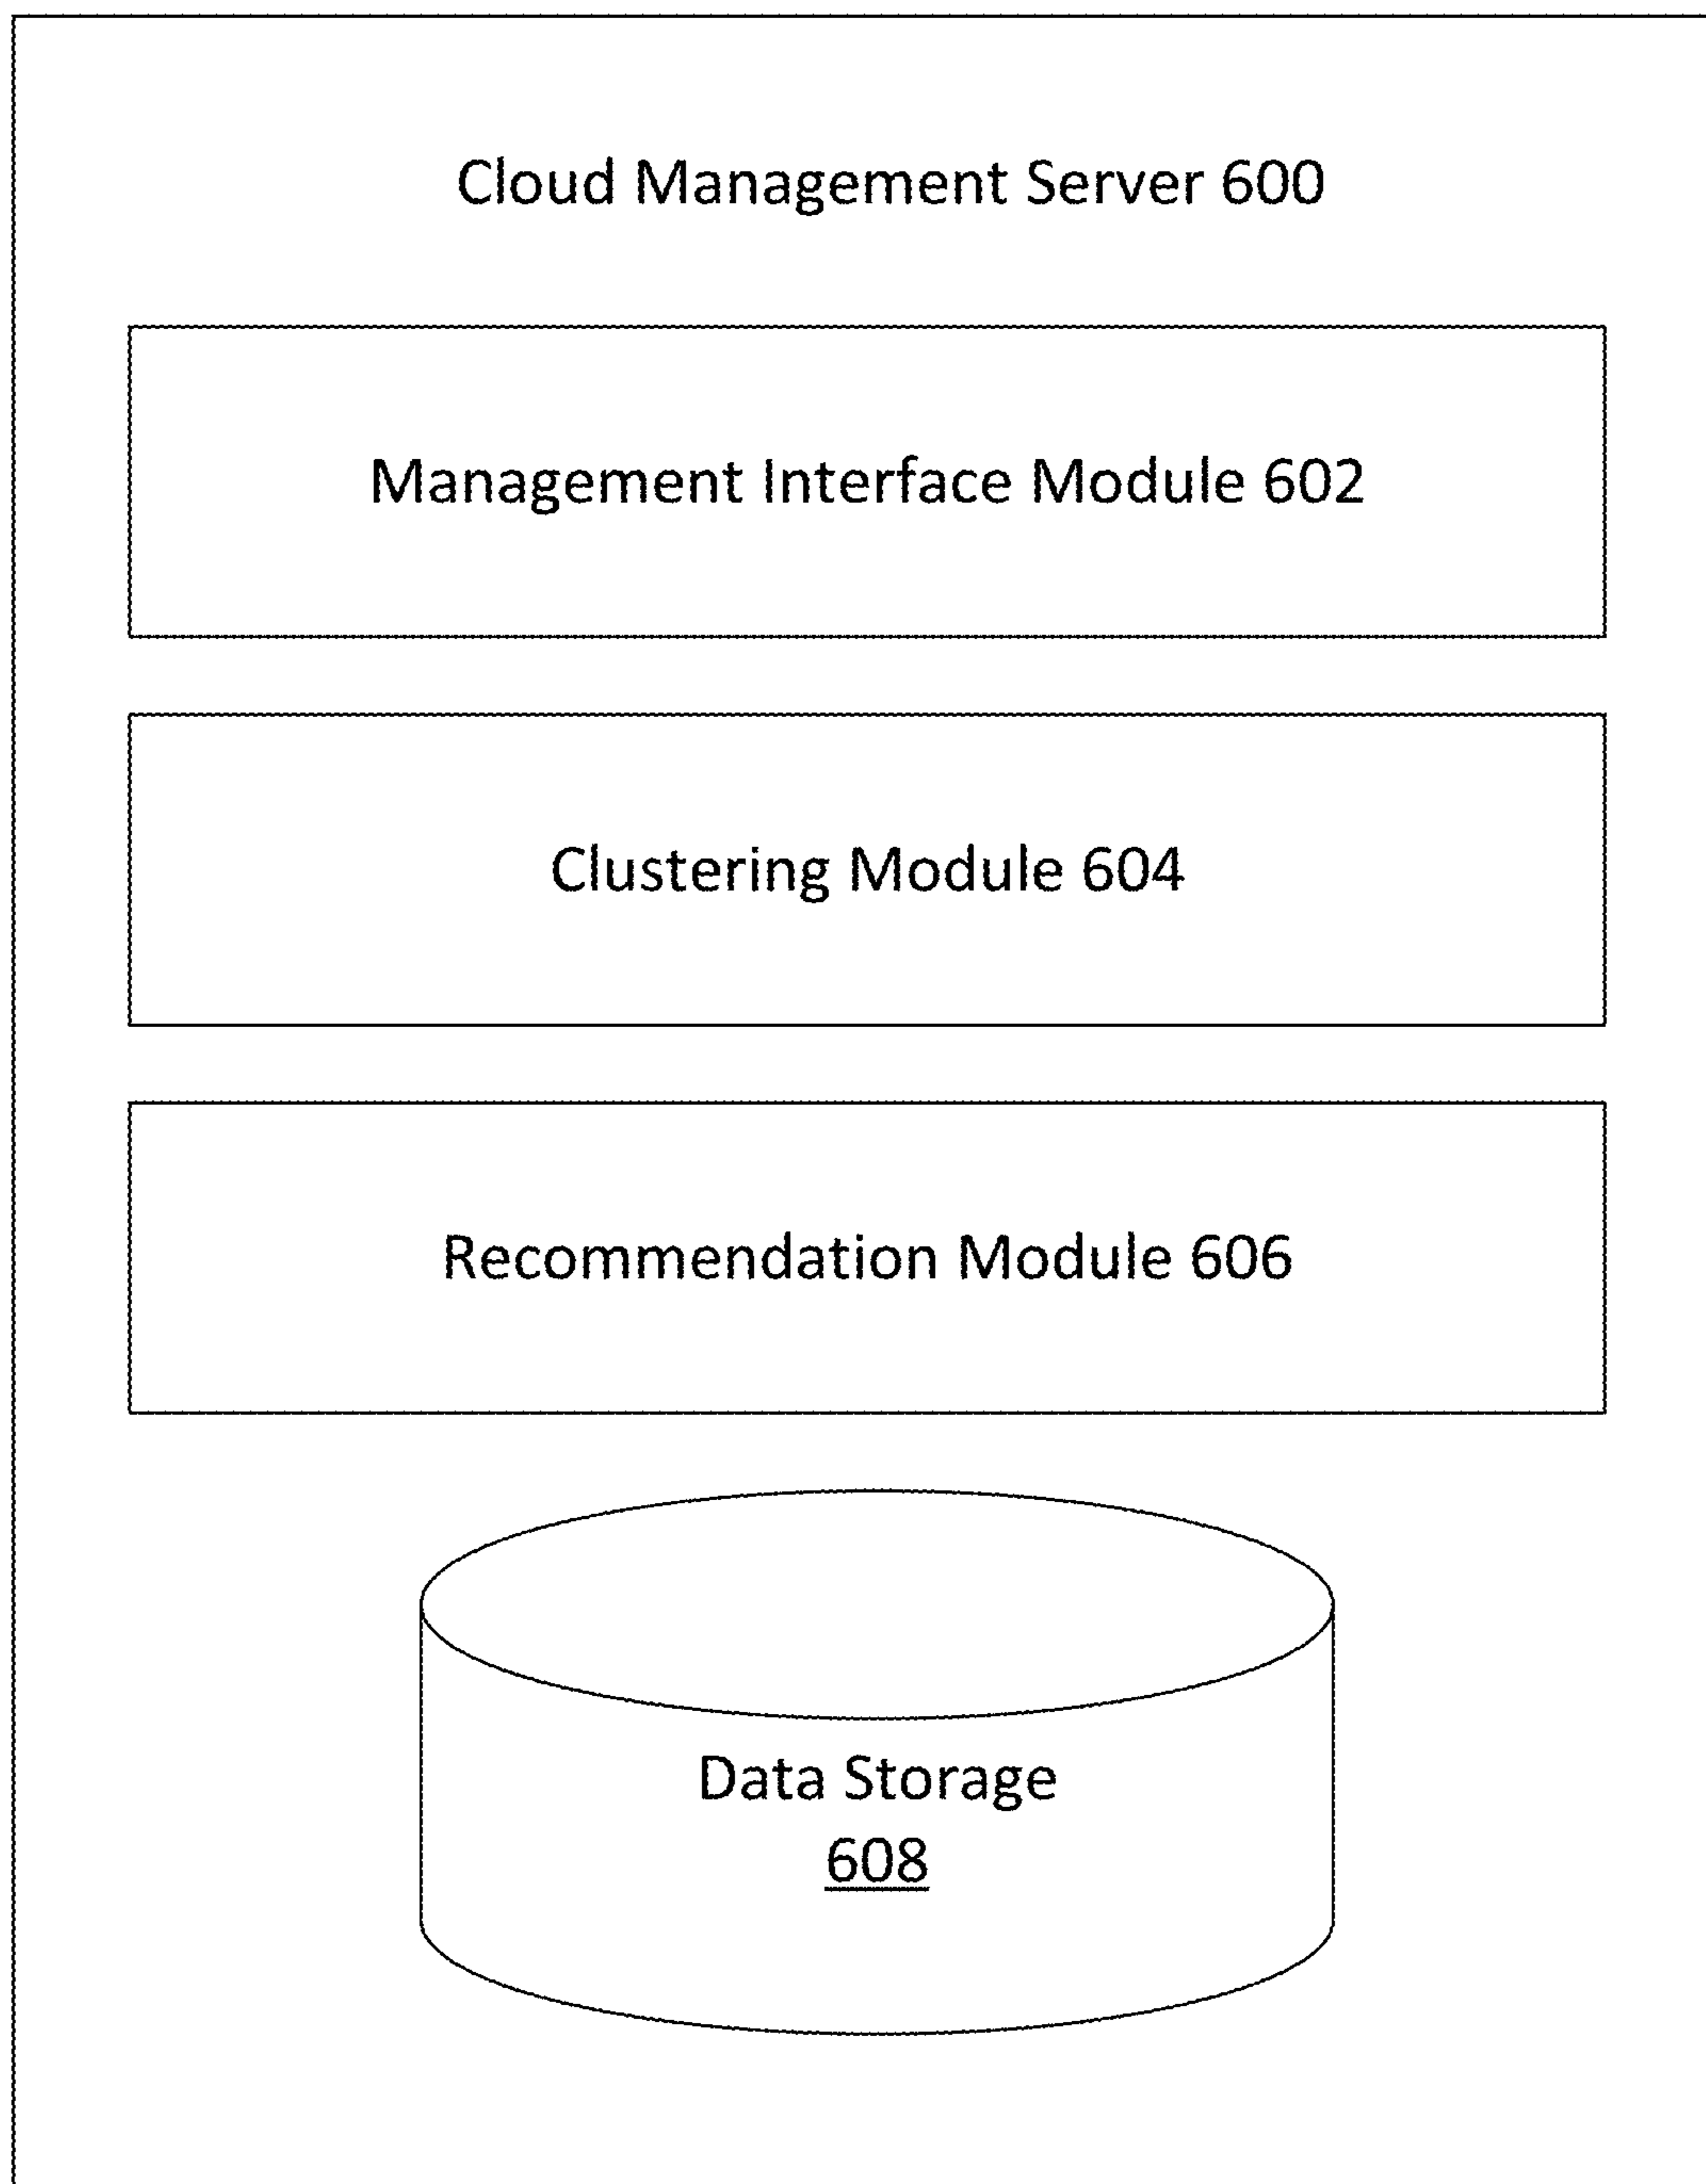 Cloud Management Server 600
Management Interface Module 602
Clustering Module 604
Recommendation Module 606
Data Storage
608